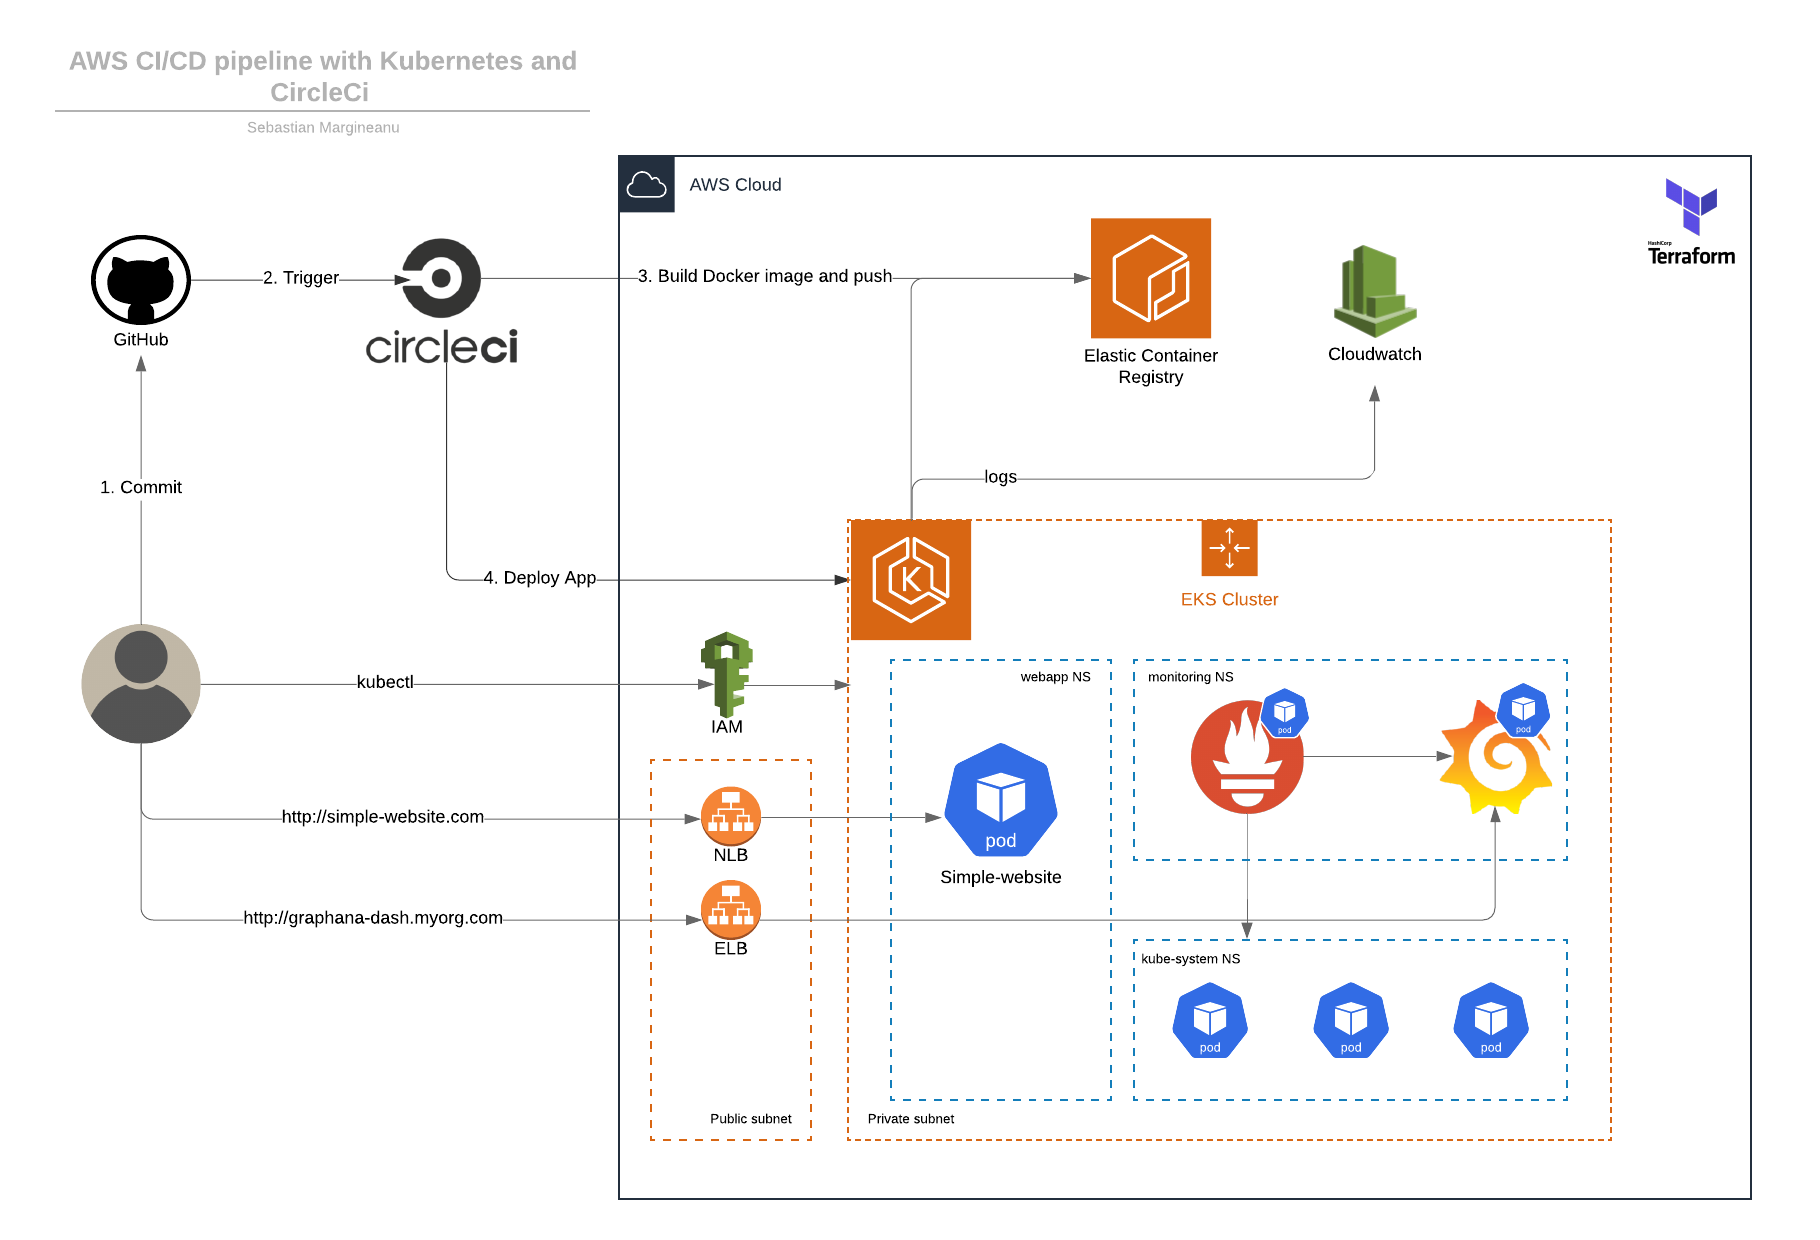 AWS CI/CD pipeline with Kubernetes and
CircleCi
Sebastian Margineanu
AWS Cloud
HashiCorp
Terraform
GitHub
2. Trigger
circleci
3. Build Docker image and push
Elastic Container
Registry
Cloudwatch
1. Commit
logs
4. Deploy App
K
EKS Cluster
kubectl
IAM
webapp NS
monitoring NS
pod
pod
http://simple-website.com
NLB
pod
Simple-website
http://graphana-dash.myorg.com
ELB
kube-system NS
pod
pod
pod
Public subnet
Private subnet